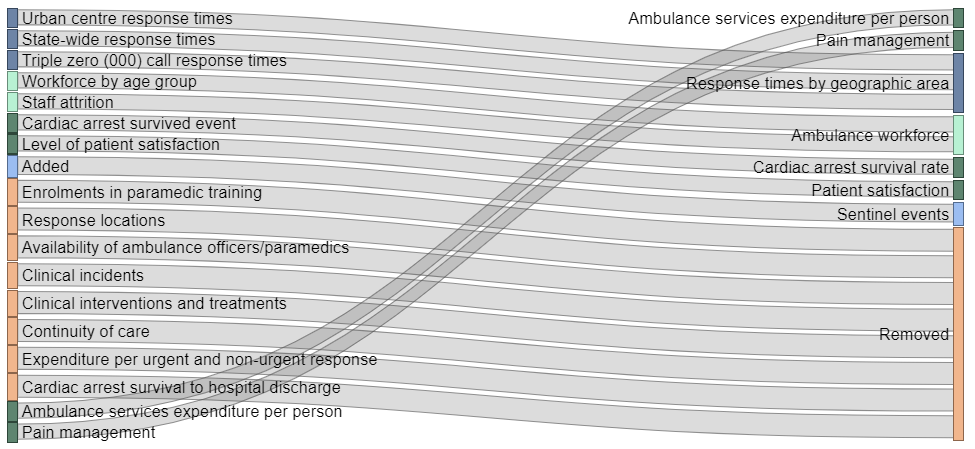 Urban centre response times
State-wide response times
Triple zero (000) call response times
Workforce by age group
Staff attrition
Cardiac arrest survived event
Level of patient satisfaction
Added
Enrolments in paramedic training
Response locations
Availability of ambulance officers/paramedics
Clinical incidents
Clinical interventions and treatments
Continuity of care
Expenditure per urgent and non-urgent response
Cardiac arrest survival to hospital discharge
Ambulance services expenditure per person
Pain management
Ambulance services expenditure per person
Pain management
Response times by geographic area
Ambulance workforce
Cardiac arrest survival rate
Patient satisfaction
Sentinel events
Removed